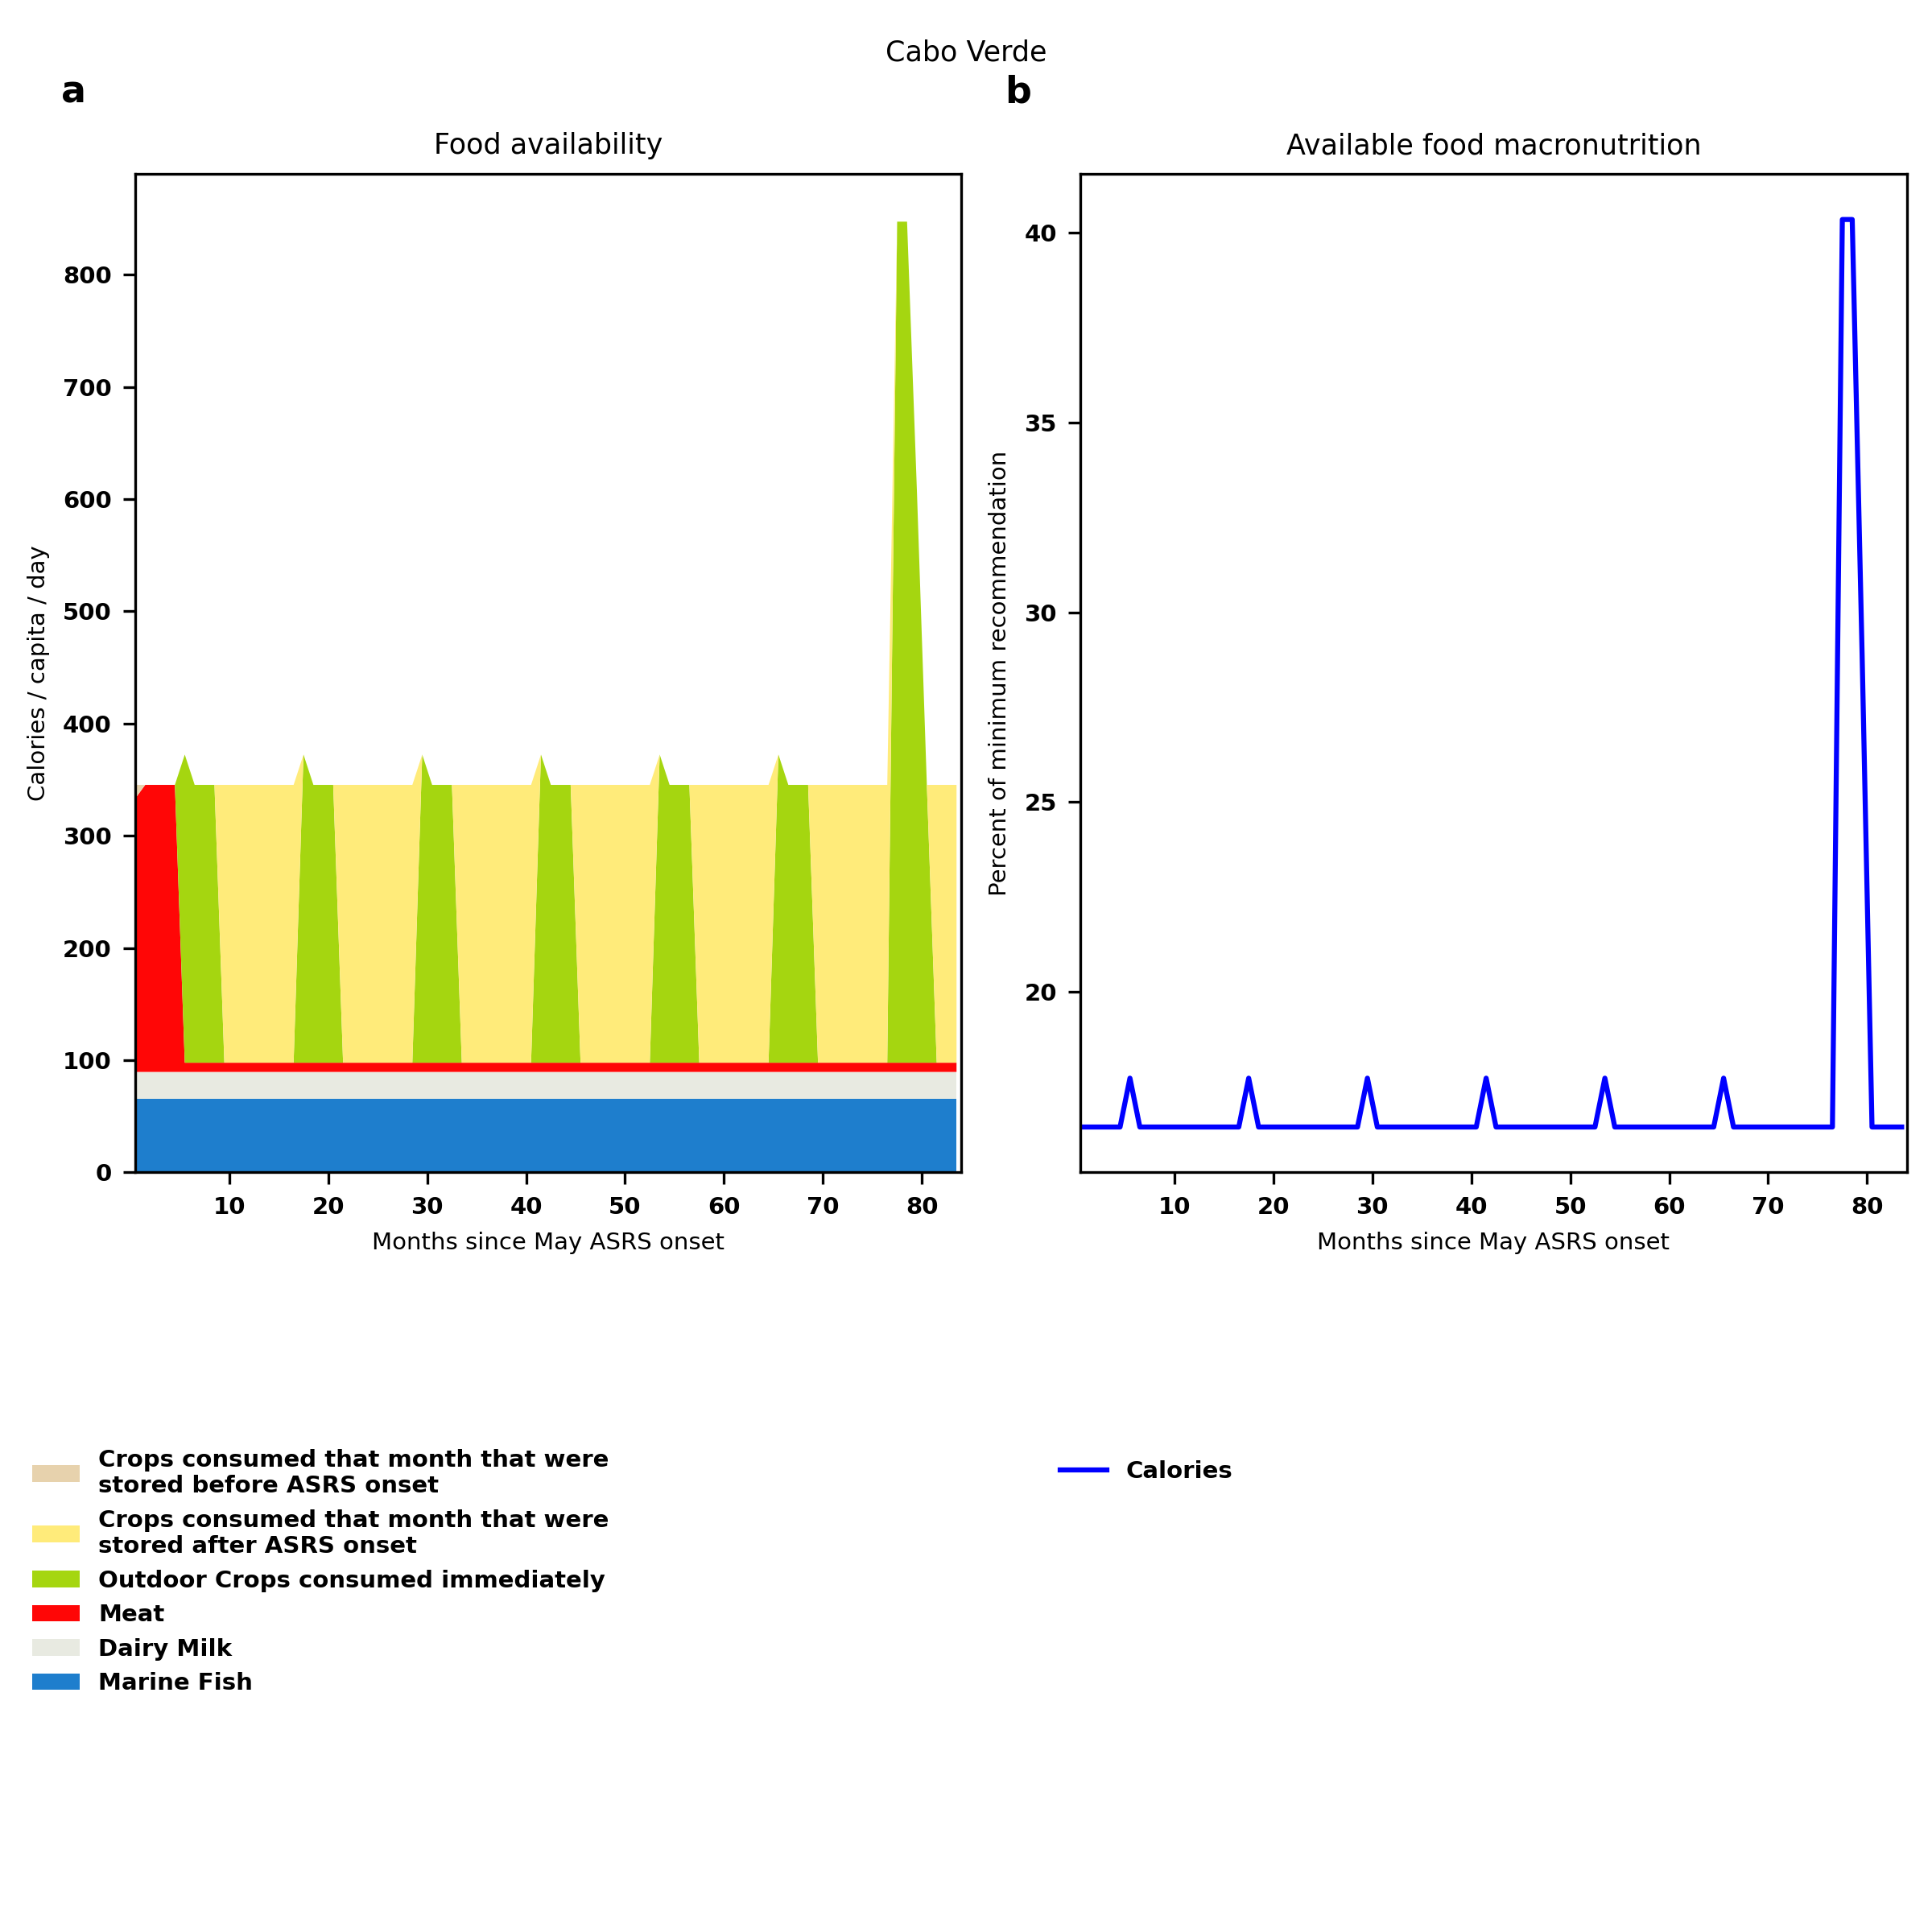 Cabo Verde
a
Food availability
Calories / capita / day
800
700
600
500
400
300
200
100
0
10 20 30 40 50 60 70 80
Months since May ASRS onset
b
Available food macronutrition
Percent of minimum recommendation
40
35
30
25
20
10 20 30 40 50 60 70 80
Months since May ASRS onset
Crops consumed that month that were
stored before ASRS onset
Crops consumed that month that were
stored after ASRS onset
Outdoor Crops consumed immediately
Meat
Dairy Milk
Marine Fish
Calories